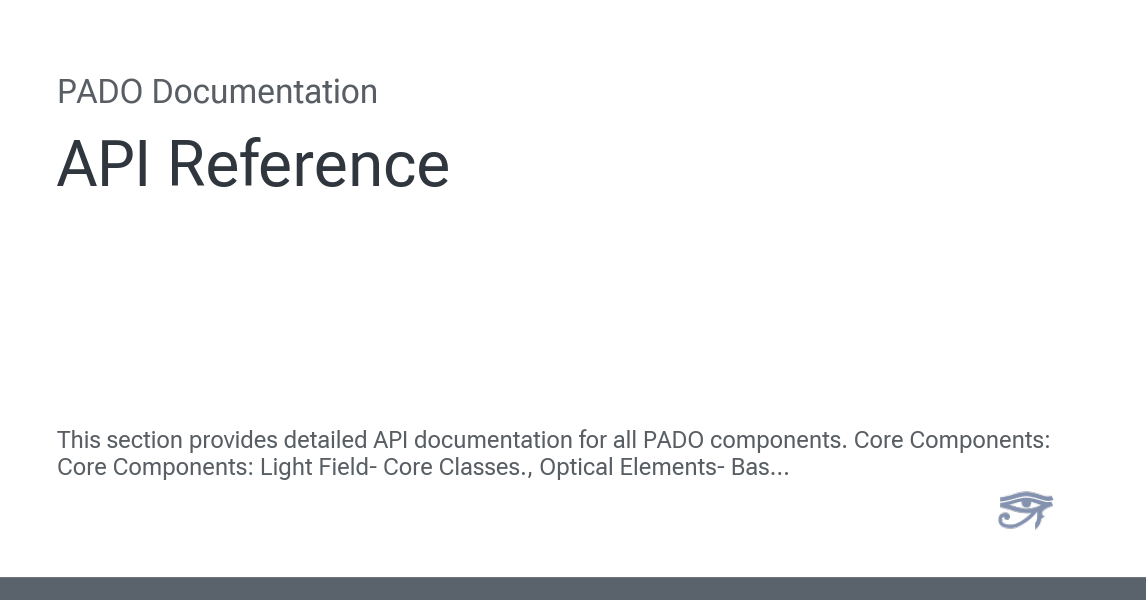 PADO Documentation
API Reference
This section provides detailed API documentation for all PADO components. Core Components:
Core Components: Light Field- Core Classes., Optical Elements- Bas...